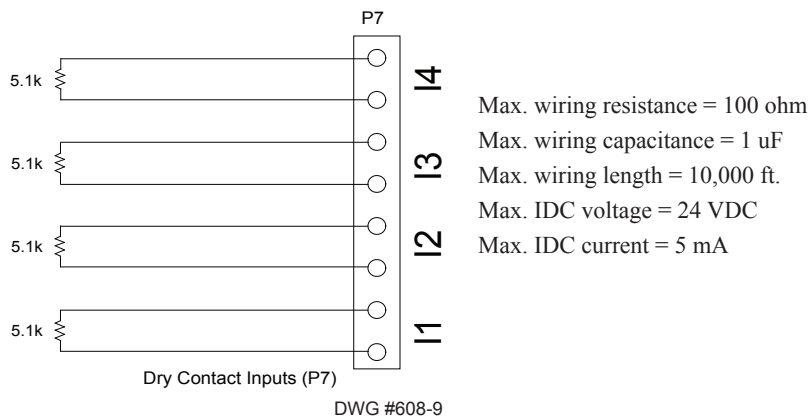 P7
5.1k
I4
5.1k
I3
5.1k
I2
5.1k
I1
Max. wiring resistance = 100 ohm
Max. wiring capacitance = 1 uF
Max. wiring length = 10,000 ft.
Max. IDC voltage = 24 VDC
Max. IDC current = 5 mA
Dry Contact Inputs (P7)
DWG #608-9